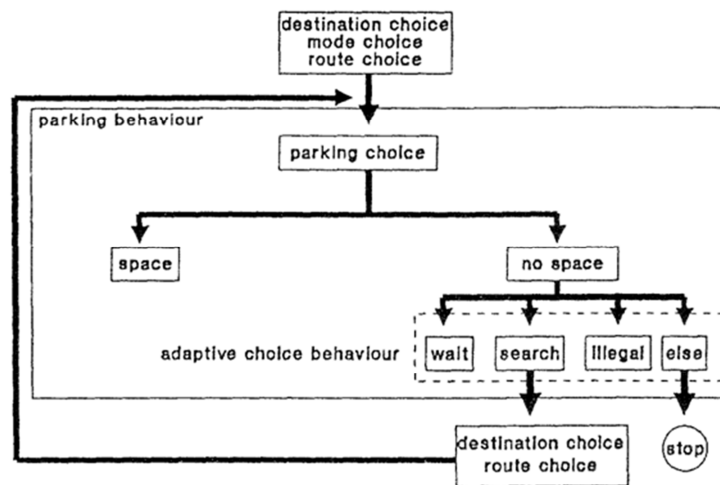 destination choice
mode choice
route choice
parking behaviour
parking choice
space
no space
adaptive choice behaviour
wait
search
illegal
else
destination choice
route choice
stop